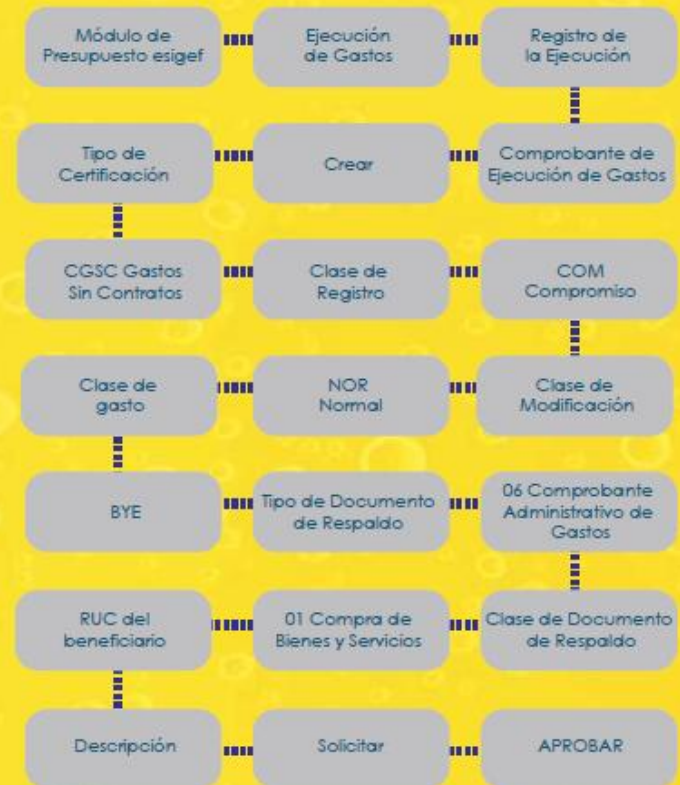 Módulo de
Presupuesto esigef
Ejecución
de Gastos
Registro de
la Ejecución
Comprobante de
Ejecución de Gastos
Crear
Tipo de
Certificación
CGSC Gastos
Sin Contratos
Clase de
Registro
COM
Compromiso
Clase de
Modificación
NOR
Normal
Clase de
gasto
BYE
Tipo de Documento
de Respaldo
06 Comprobante
Administrativo de
Gastos
Clase de Documento
de Respaldo
01 Compra de
Bienes y Servicios
RUC del
beneficiario
Descripción
Solicitar
APROBAR